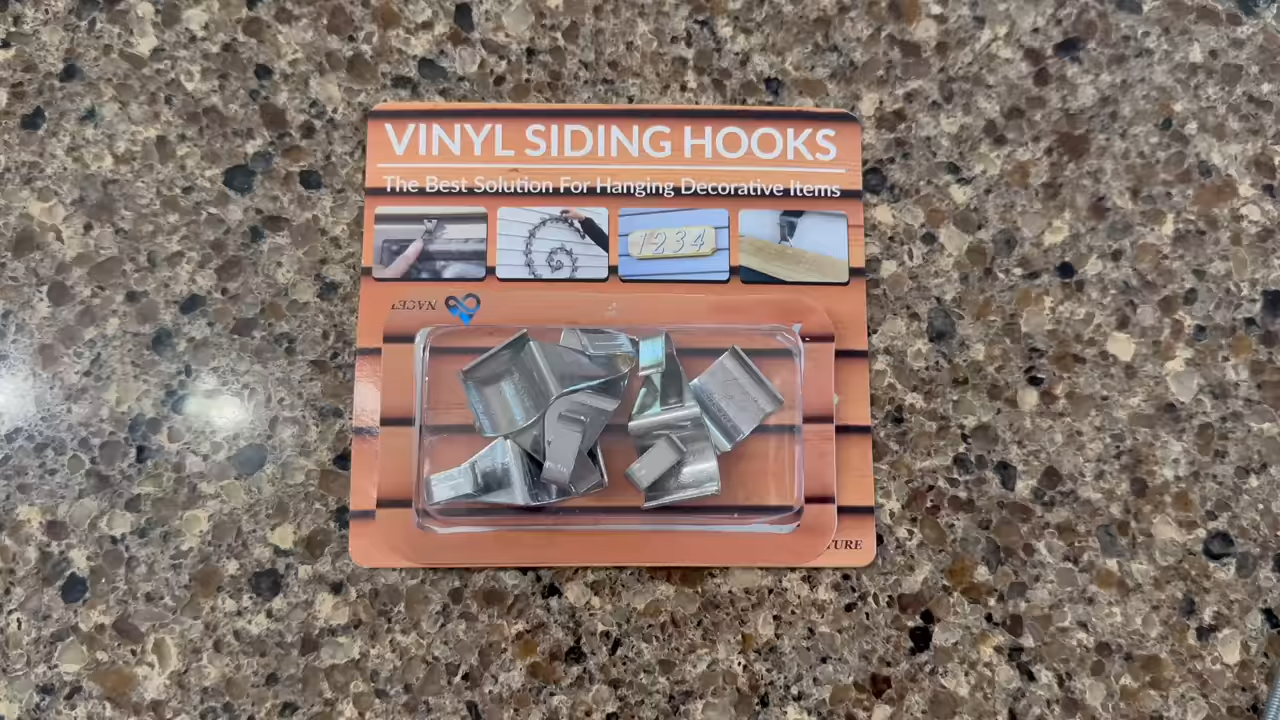 VINYL SIDING HOOKS
The Best Solution For Hanging Decorative Items
1234